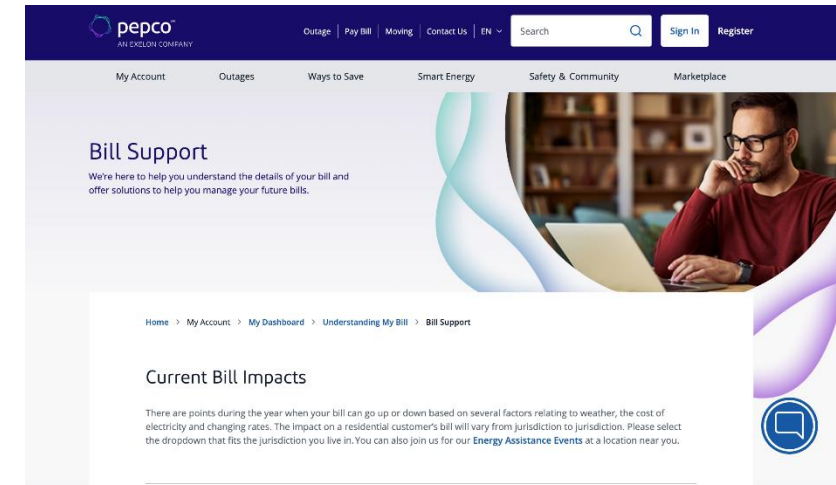 pepco
AN EXELON COMPANY
Outage | Pay Bill | Moving | Contact Us | EN
Search
Sign In
Register
My Account
Outages
Ways to Save
Smart Energy
Safety & Community
Marketplace
Bill Support
We're here to help you understand the details of your bill and
offer solutions to help you manage your future bills.
Home > My Account > My Dashboard > Understanding My Bill > Bill Support
Current Bill Impacts
There are points during the year when your bill can go up or down based on several factors relating to weather, the cost of
electricity and changing rates. The impact on a residential customer's bill will vary from jurisdiction to jurisdiction. Please select
the dropdown that fits the jurisdiction you live in. You can also join us for our Energy Assistance Events at a location near you.